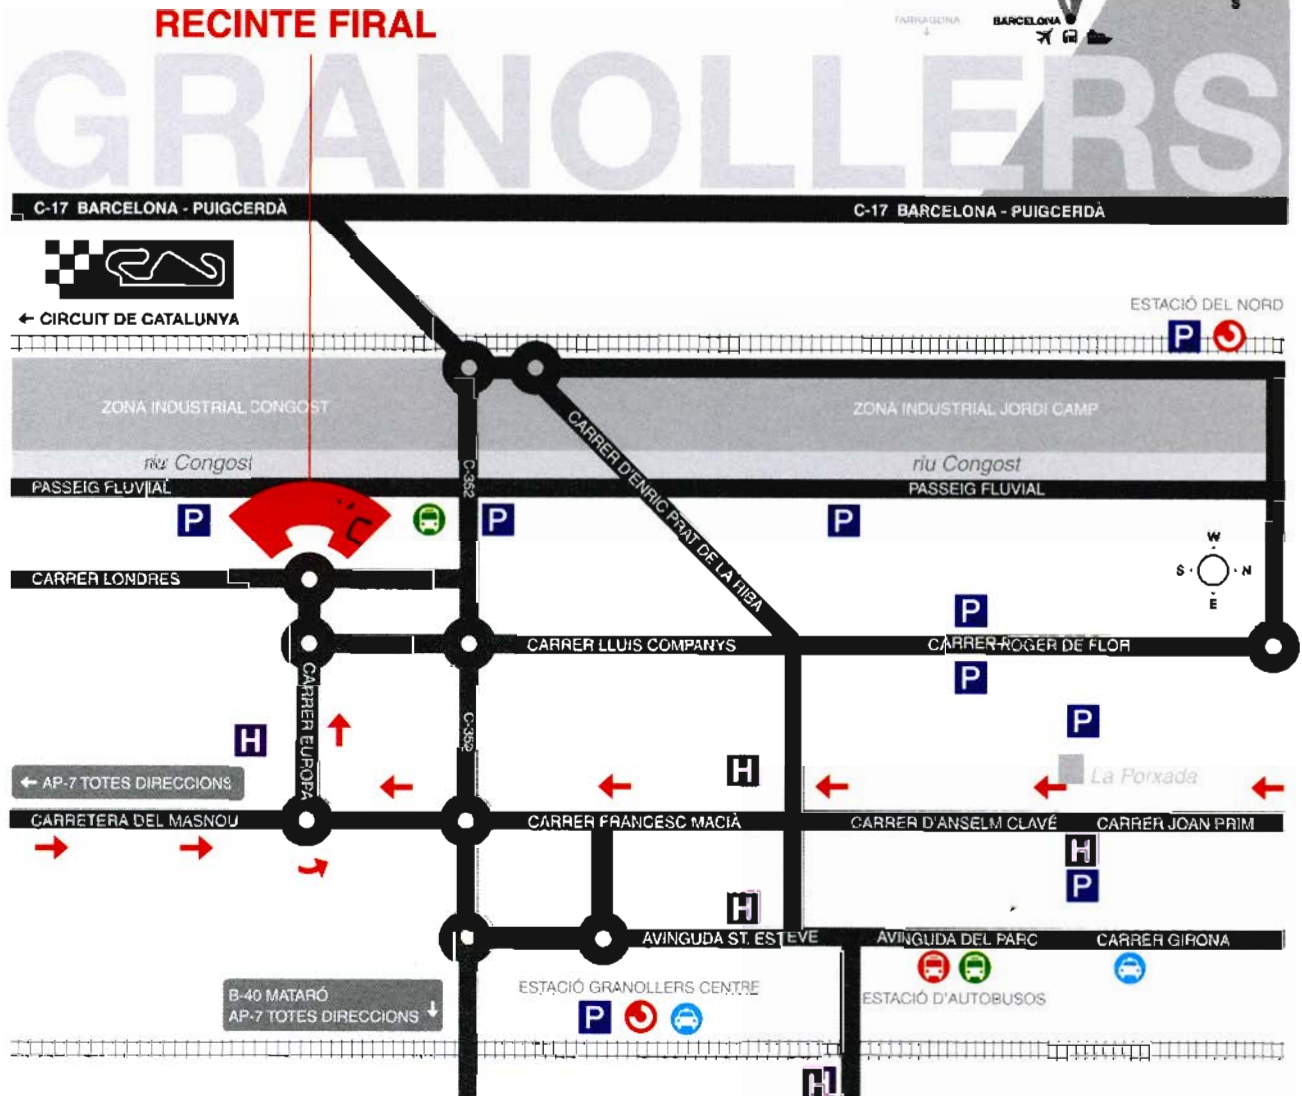 RECINTE FIRAL
TARRAGONA
BARCELONA
S
GRANOLLERS
C-17 BARCELONA - PUIGCERDÀ
C-17 BARCELONA - PUIGCERDÀ
← CIRCUIT DE CATALUNYA
ESTACIÓ DEL NORD
P
ZONA INDUSTRIAL CONGOST
ZONA INDUSTRIAL JORDI CAMP
riu Congost
riu Congost
PASSEIG FLUVIAL
PASSEIG FLUVIAL
C-352
CARRER D'ENRIC PRAT DE LA RIBA
P
P
P
W
S
N
E
CARRER LONDRES
P
CARRER LLUIS COMPANYS
CARRER ROGER DE FLOR
P
CARRER EUROPA
C-352
P
H
H
← AP-7 TOTES DIRECCIONS
La Porxada
CARRETERA DEL MASNOU
CARRER FRANCESC MACIÀ
CARRER D'ANSELM CLAVÉ
CARRER JOAN PRIM
H
P
H
AVINGUDA ST. ESTEVE
AVINGUDA DEL PARC
CARRER GIRONA
B-40 MATARÓ
AP-7 TOTES DIRECCIONS ↓
ESTACIÓ GRANOLLERS CENTRE
ESTACIÓ D'AUTOBUSOS
P
H